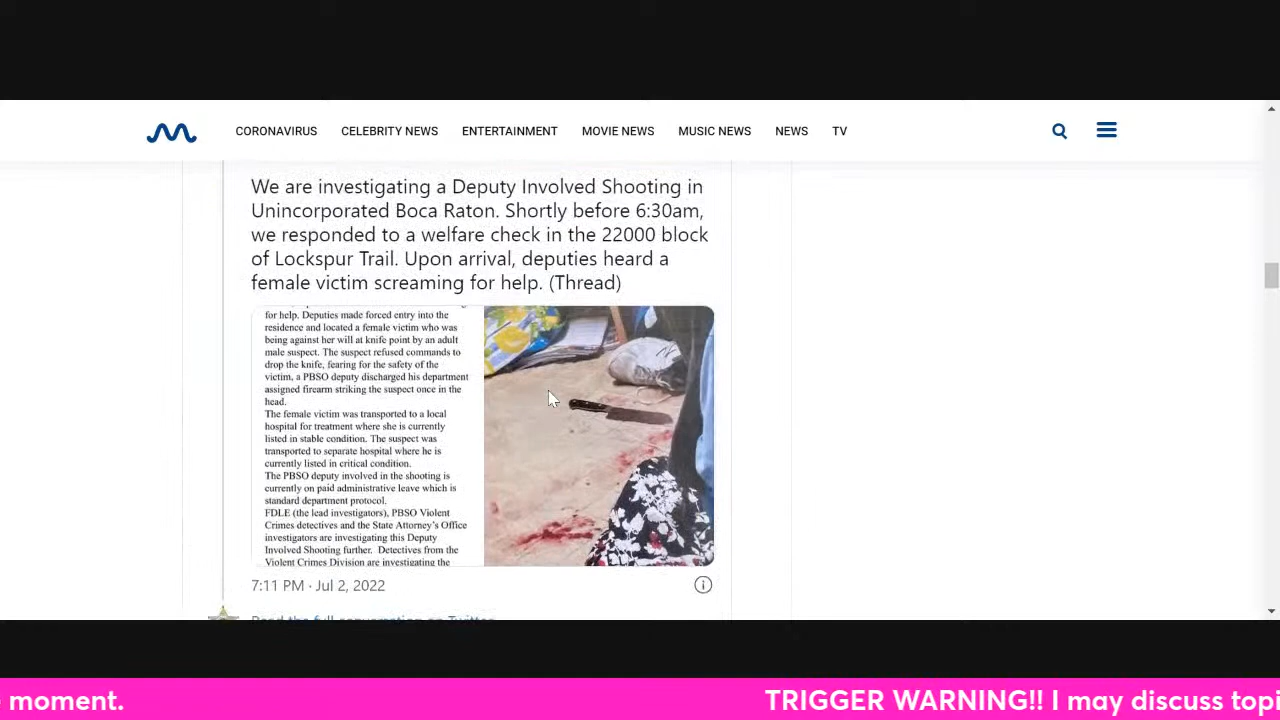 CORONAVIRUS CELEBRITY NEWS ENTERTAINMENT MOVIE NEWS MUSIC NEWS NEWS TV
We are investigating a Deputy Involved Shooting in
Unincorporated Boca Raton. Shortly before 6:30am,
we responded to a welfare check in the 22000 block
of Lockspur Trail. Upon arrival, deputies heard a
female victim screaming for help. (Thread)
for help. Deputies made forced entry into the
residence and located a female victim who was
being against her will at knife point by an adult
male suspect. The suspect refused commands to
drop the knife, fearing for the safety of the
victim, a PBSO deputy discharged his department
assigned firearm striking the suspect once in the
head.
The female victim was transported to a local
hospital for treatment where she is currently
listed in stable condition. The suspect was
transported to separate hospital where he is
currently listed in critical condition.
The PBSO deputy involved in the shooting is
currently on paid administrative leave which is
standard department protocol.
FDLE (the lead investigators), PBSO Violent
Crimes detectives and the State Attorney's Office
investigators are investigating this Deputy
Involved Shooting further. Detectives from the
Violent Crimes Division are investigating the
7:11 PM · Jul 2, 2022
Read the full conversation on Twitter
moment. TRIGGER WARNING!! I may discuss topi